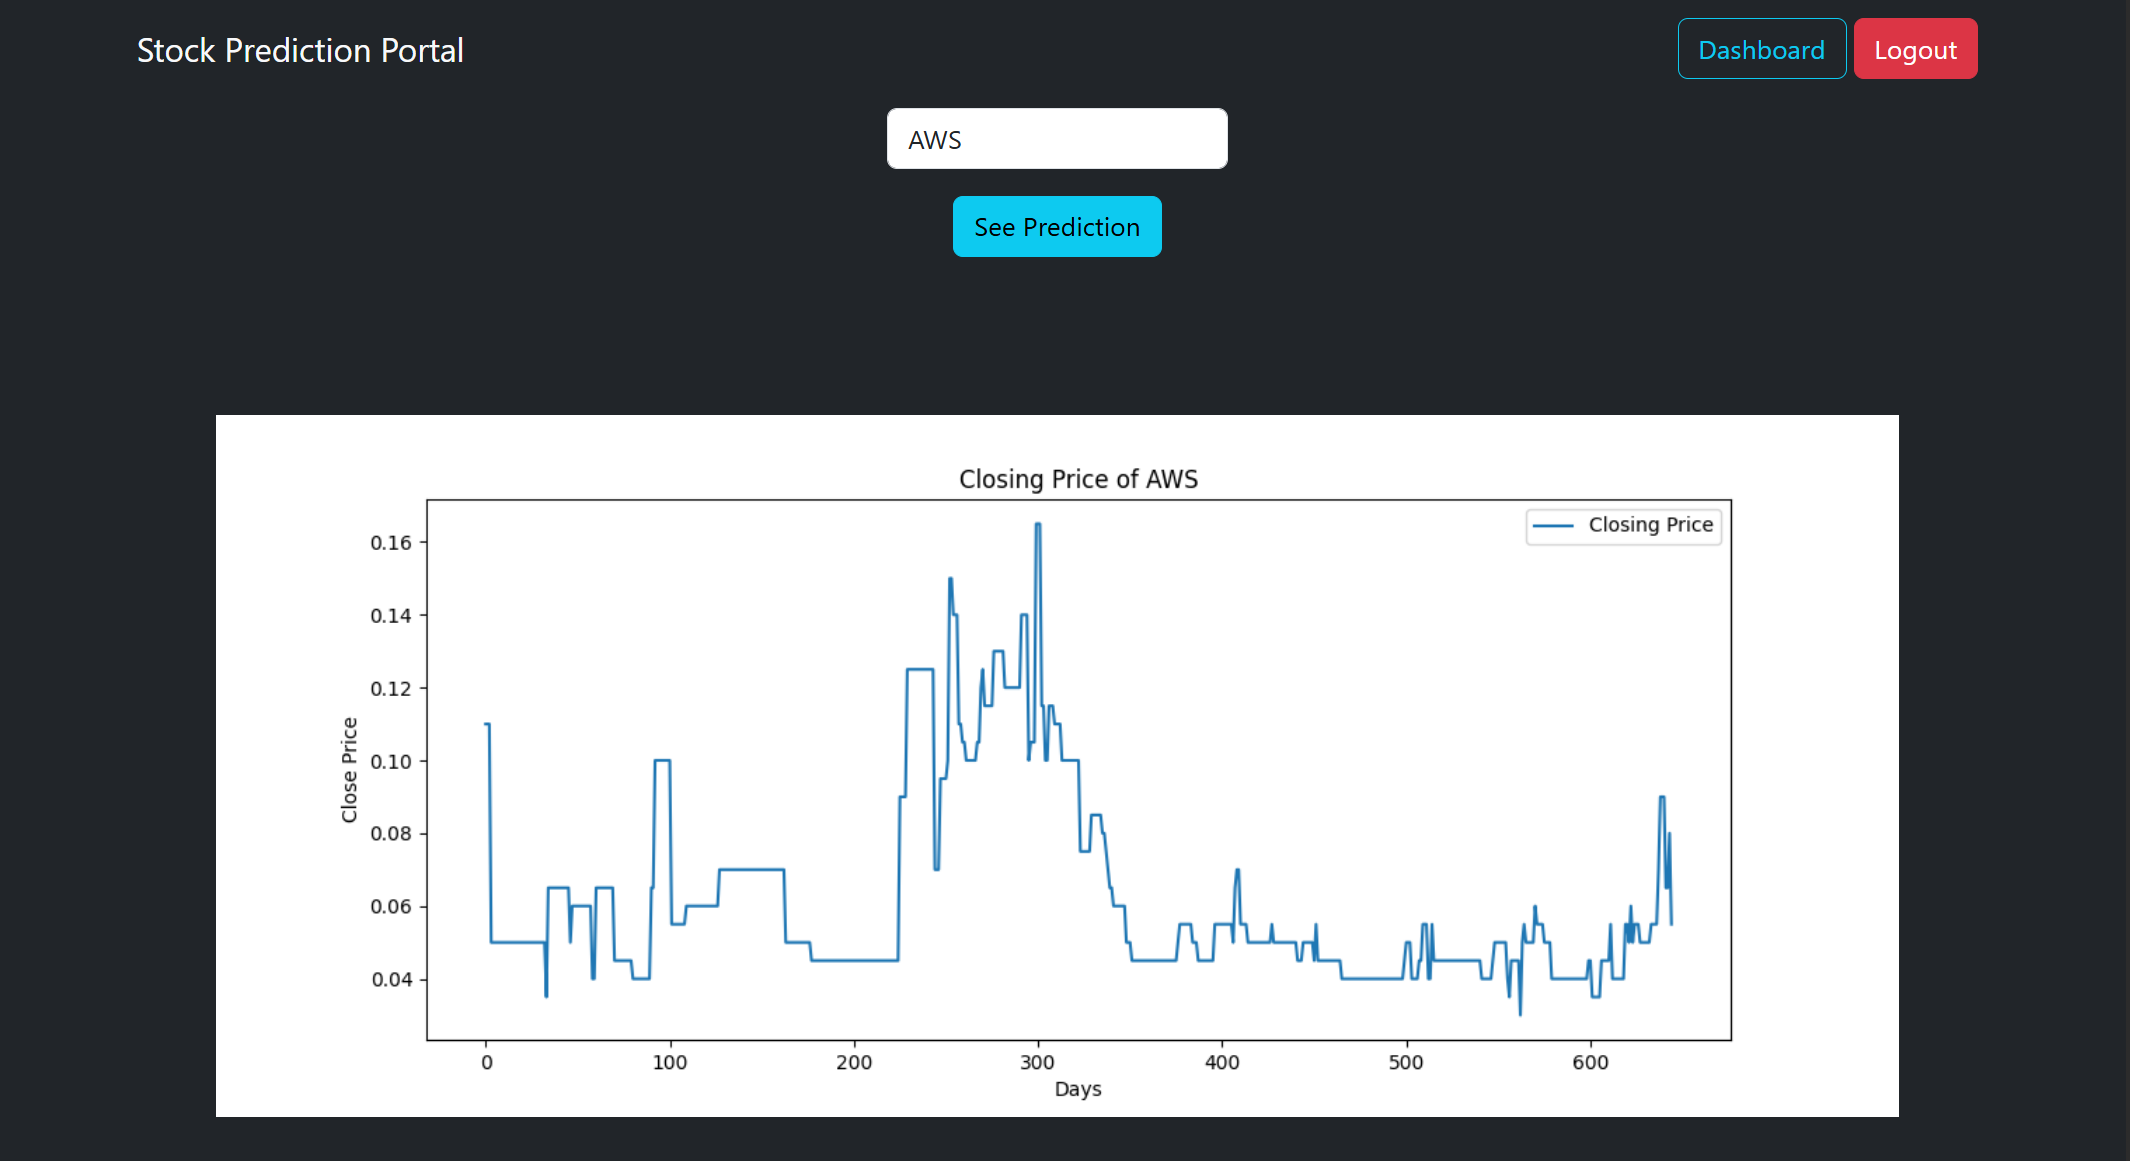 Stock Prediction Portal
Dashboard
Logout
AWS
See Prediction
Closing Price of AWS
Closing Price
Close Price
0.16
0.14
0.12
0.10
0.08
0.06
0.04
0 100 200 300 400 500 600
Days